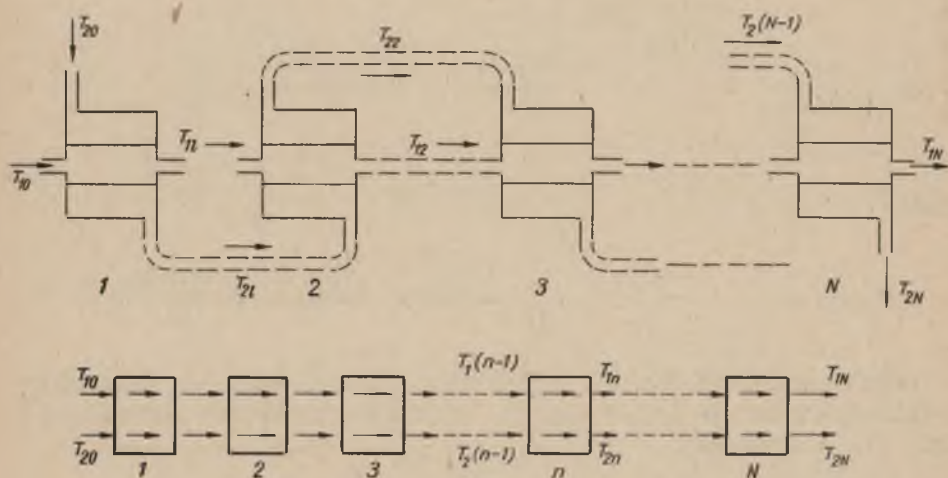 T20
T22
T2(N-1)
T10
T11
T12
T1N
T21
T2N
1
2
3
N
T10
T1(n-1)
T1n
T1N
T20
T2(n-1)
T2n
T2N
1
2
3
n
N